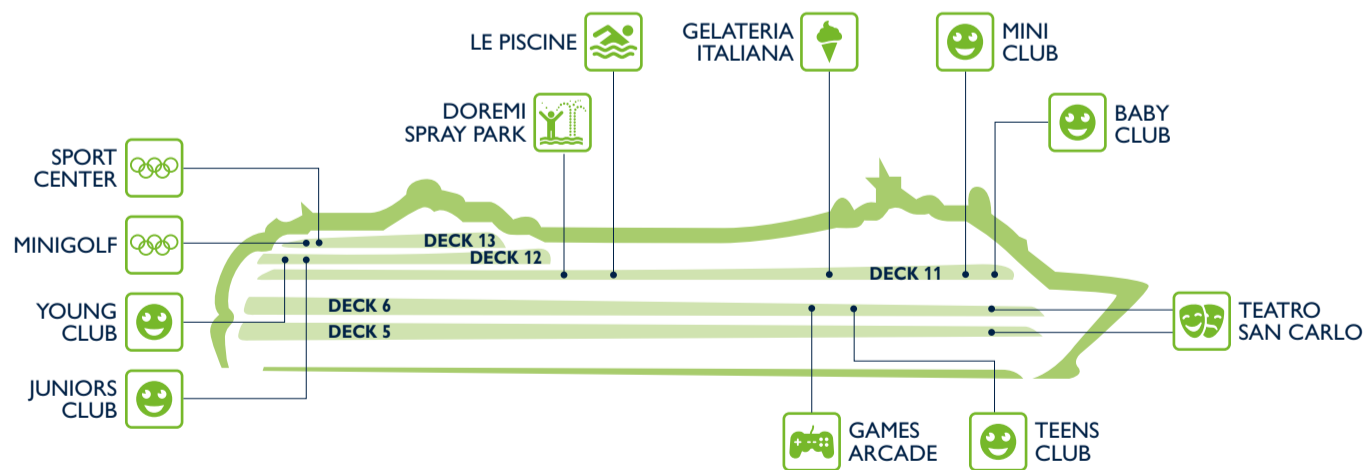 LE PISCINE
GELATERIA
ITALIANA
MINI
CLUB
DOREMI
SPRAY PARK
BABY
CLUB
SPORT
CENTER
MINIGOLF
DECK 13
DECK 12
DECK 11
YOUNG
CLUB
DECK 6
DECK 5
TEATRO
SAN CARLO
JUNIORS
CLUB
GAMES
ARCADE
TEENS
CLUB